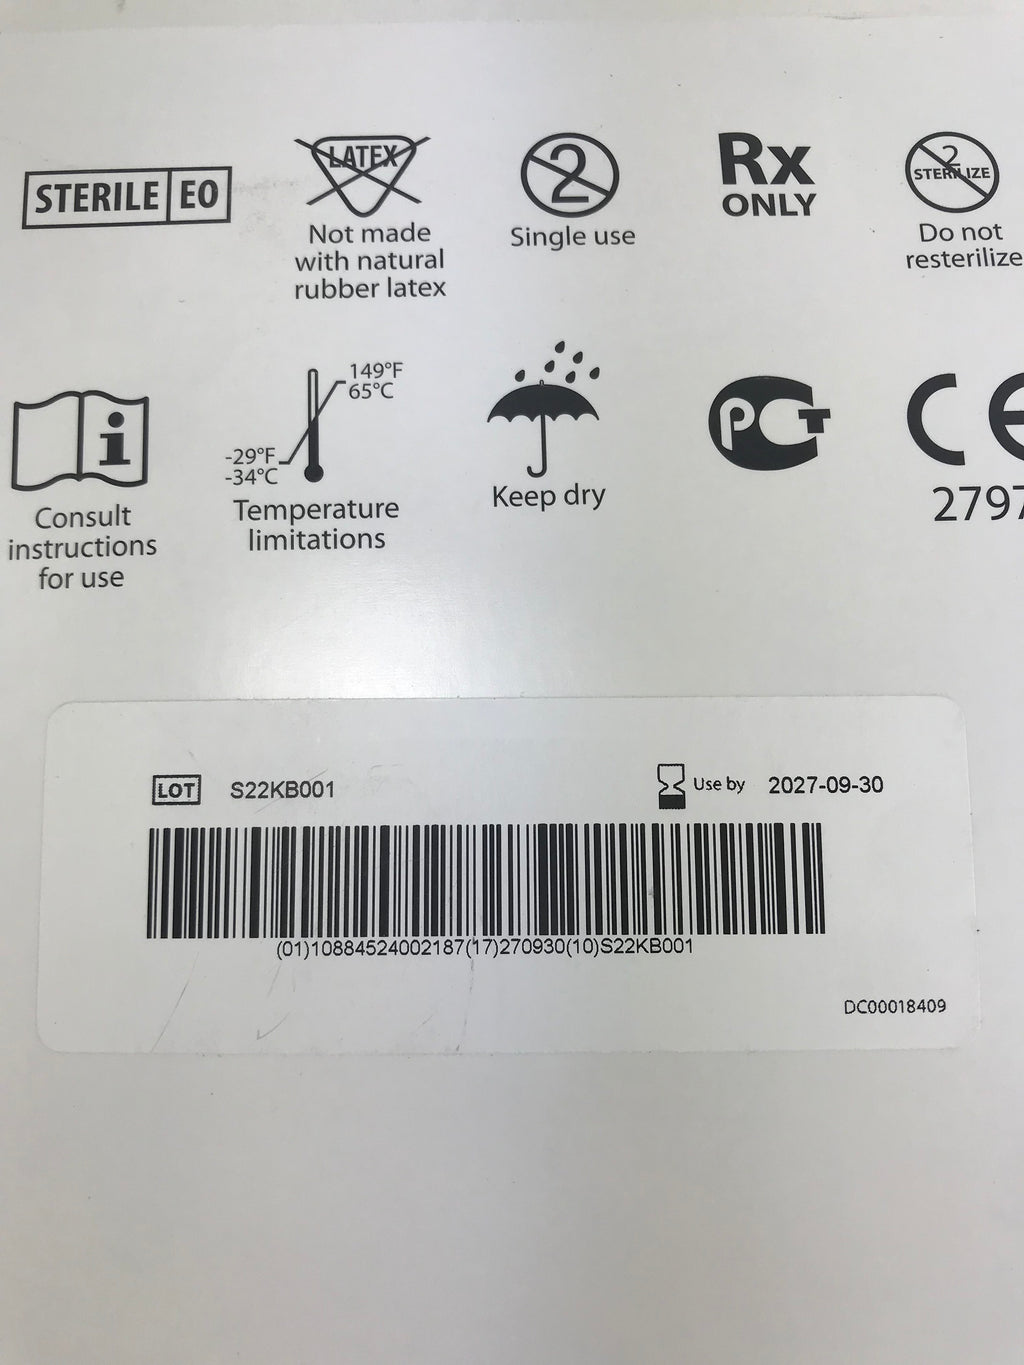 STERILE EO
LATEX
Not made
with natural
rubber latex
2
Single use
Rx
ONLY
2
STERILIZE
Do not
resterilize
i
Consult
instructions
for use
149°F
65°C
-29°F
-34°C
Temperature
limitations
Keep dry
PCT
CE
2797
LOT S22KB001
Use by 2027-09-30
(01)10884524002187(17)270930(10)S22KB001
DC00018409